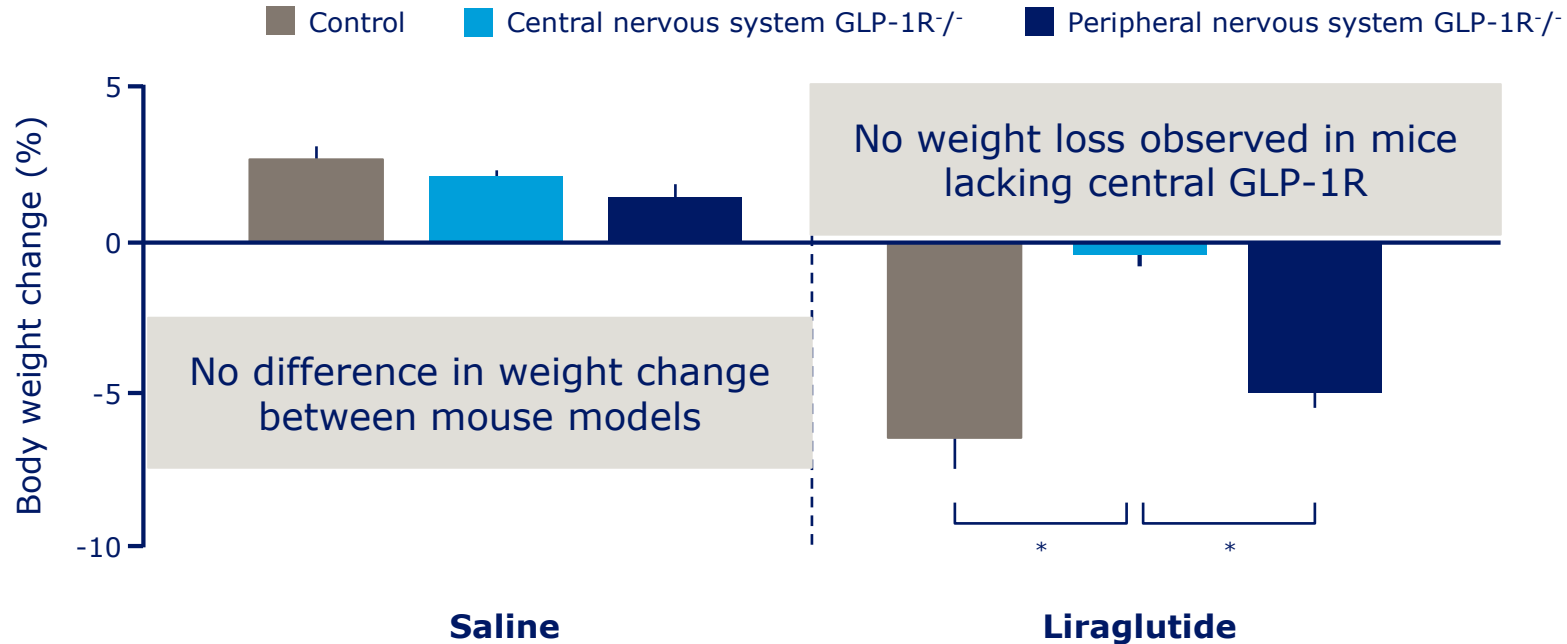 Control Central nervous system GLP-1R-/- Peripheral nervous system GLP-1R-/-
Body weight change (%)
5
0
-5
-10
No weight loss observed in mice
lacking central GLP-1R
No difference in weight change
between mouse models
* *
Saline Liraglutide